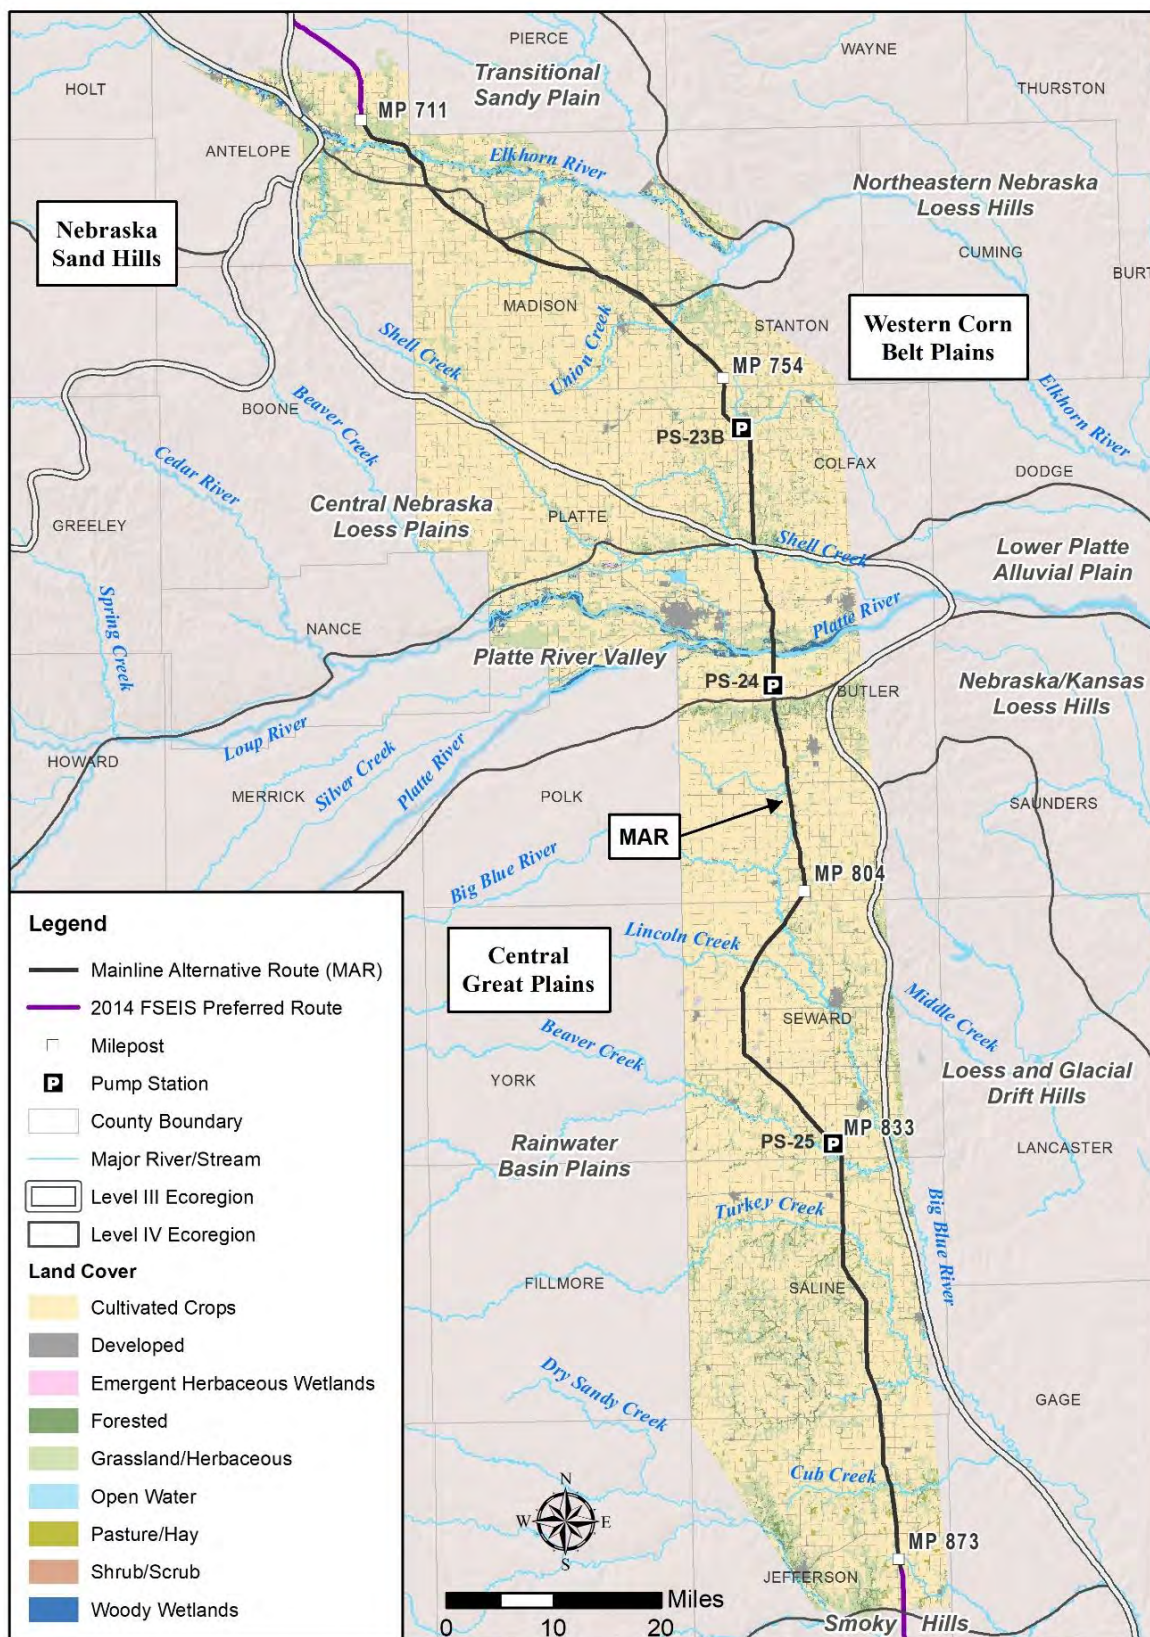 PIERCE
WAYNE
HOLT
Transitional
Sandy Plain
THURSTON
MP 711
ANTELOPE
Elkhorn River
Northeastern Nebraska
Loess Hills
Nebraska
Sand Hills
CUMING
BURT
MADISON
STANTON
Western Corn
Belt Plains
Shell Creek
Union Creek
MP 754
BOONE
Beaver Creek
Elkhorn River
PS-23B
P
Cedar River
COLFAX
DODGE
Central Nebraska
Loess Plains
GREELEY
PLATTE
Shell Creek
Lower Platte
Alluvial Plain
Spring Creek
NANCE
Platte River
Platte River Valley
PS-24
P
BUTLER
Nebraska/Kansas
Loess Hills
Loup River
HOWARD
Silver Creek
Platte River
MERRICK
POLK
SAUNDERS
MAR
Big Blue River
MP 804
Lincoln Creek
Central
Great Plains
Middle Creek
SEWARD
Beaver Creek
YORK
Loess and Glacial
Drift Hills
Rainwater
Basin Plains
PS-25
P
MP 833
LANCASTER
Turkey Creek
Big Blue River
FILLMORE
SALINE
Dry Sandy Creek
GAGE
Cub Creek
N
W
E
S
MP 873
JEFFERSON
Smoky Hills
Miles
0 10 20
Legend
Mainline Alternative Route (MAR)
2014 FSEIS Preferred Route
Milepost
P Pump Station
County Boundary
Major River/Stream
Level III Ecoregion
Level IV Ecoregion
Land Cover
Cultivated Crops
Developed
Emergent Herbaceous Wetlands
Forested
Grassland/Herbaceous
Open Water
Pasture/Hay
Shrub/Scrub
Woody Wetlands